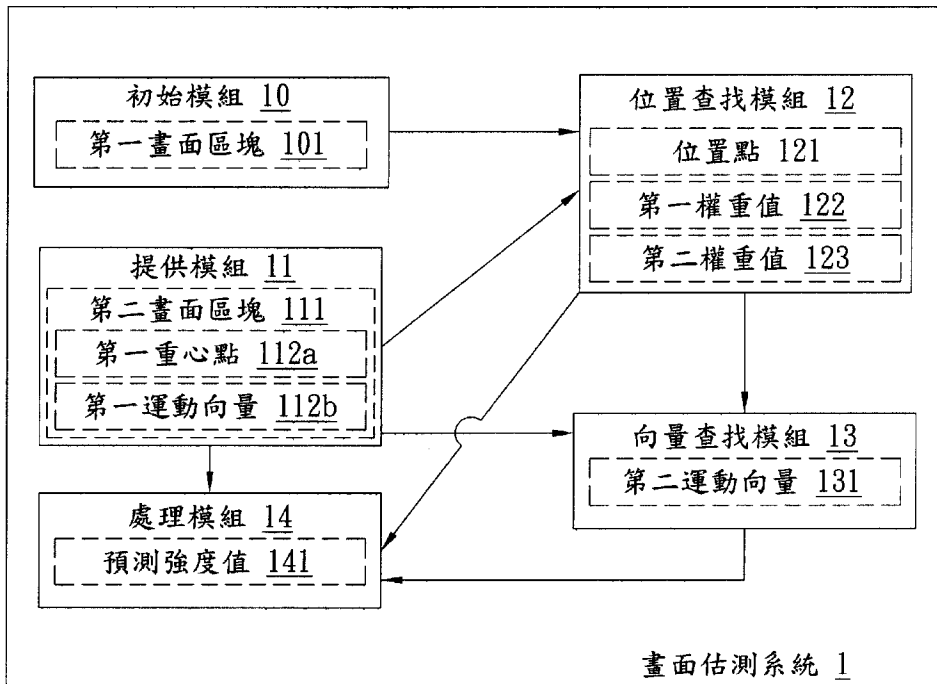 初始模組 10
第一畫面區塊 101
位置查找模組 12
位置點 121
第一權重值 122
第二權重值 123
提供模組 11
第二畫面區塊 111
第一重心點 112a
第一運動向量 112b
向量查找模組 13
第二運動向量 131
處理模組 14
預測強度值 141
畫面估測系統 1